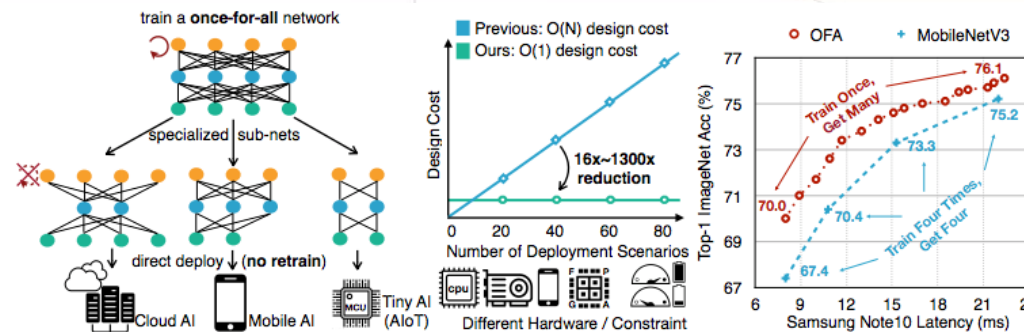 train a once-for-all network
specialized sub-nets
direct deploy (no retrain)
Cloud AI
Mobile AI
MCU
Tiny AI
(AIoT)
Previous: O(N) design cost
Ours: O(1) design cost
Design Cost
16x~1300x
reduction
0 20 40 60 80
Number of Deployment Scenarios
cpu
F P
G A
Different Hardware / Constraint
OFA
MobileNetV3
Top-1 ImageNet Acc (%)
77
75
73
71
69
67
Train Once,
Get Many
76.1
75.2
73.3
70.0
70.4
67.4
Train Four Times,
Get Four
6 9 12 15 18 21 24
Samsung Note10 Latency (ms)